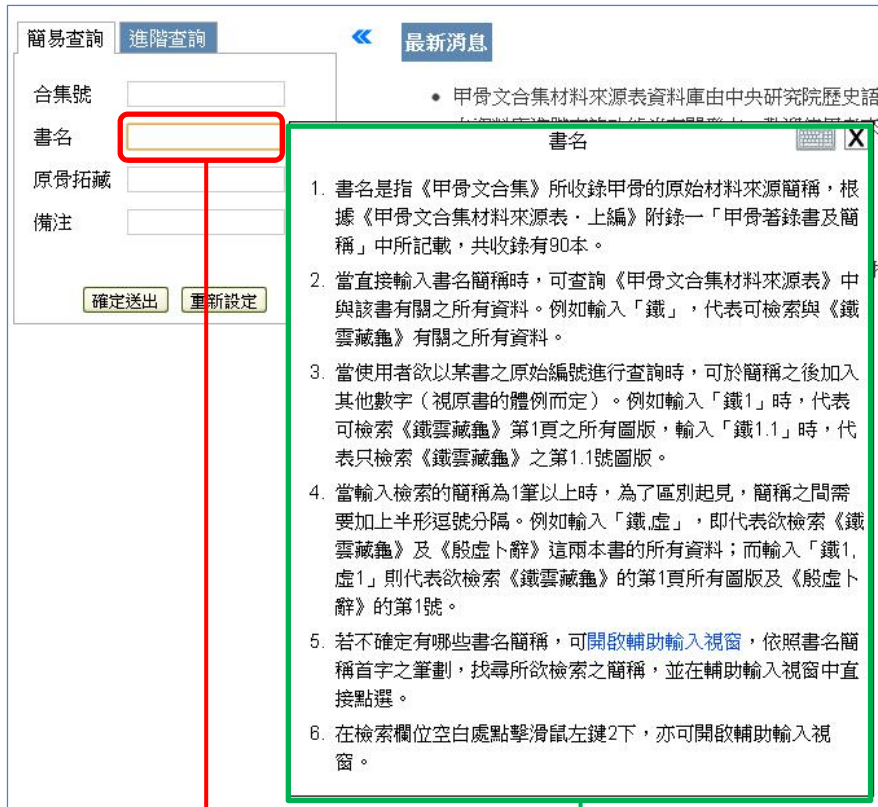 簡易查詢
進階查詢
合集號
書名
原骨拓藏
備注
確定送出
重新設定
«
最新消息
• 甲骨文合集材料來源表資料庫由中央研究院歷史語
書名
X
1. 書名是指《甲骨文合集》所收錄甲骨的原始材料來源簡稱，根
據《甲骨文合集材料來源表．上編》附錄一「甲骨著錄書及簡
稱」中所記載，共收錄有90本。
2. 當直接輸入書名簡稱時，可查詢《甲骨文合集材料來源表》中
與該書有關之所有資料。例如輸入「鐵」，代表可檢索與《鐵
雲藏龜》有關之所有資料。
3. 當使用者欲以某書之原始編號進行查詢時，可於簡稱之後加入
其他數字（視原書的體例而定）。例如輸入「鐵1」時，代表
可檢索《鐵雲藏龜》第1頁之所有圖版，輸入「鐵1.1」時，代
表只檢索《鐵雲藏龜》之第1.1號圖版。
4. 當輸入檢索的簡稱為1筆以上時，為了區別起見，簡稱之間需
要加上半形逗號分隔。例如輸入「鐵,虛」，即代表欲檢索《鐵
雲藏龜》及《殷虛卜辭》這兩本書的所有資料；而輸入「鐵1,
虛1」則代表欲檢索《鐵雲藏龜》的第1頁所有圖版及《殷虛卜
辭》的第1號。
5. 若不確定有哪些書名簡稱，可開啟輔助輸入視窗，依照書名簡
稱首字之筆劃，找尋所欲檢索之簡稱，並在輔助輸入視窗中直
接點選。
6. 在檢索欄位空白處點擊滑鼠左鍵2下，亦可開啟輔助輸入視
窗。